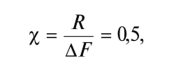 χ = R / ΔF = 0,5,